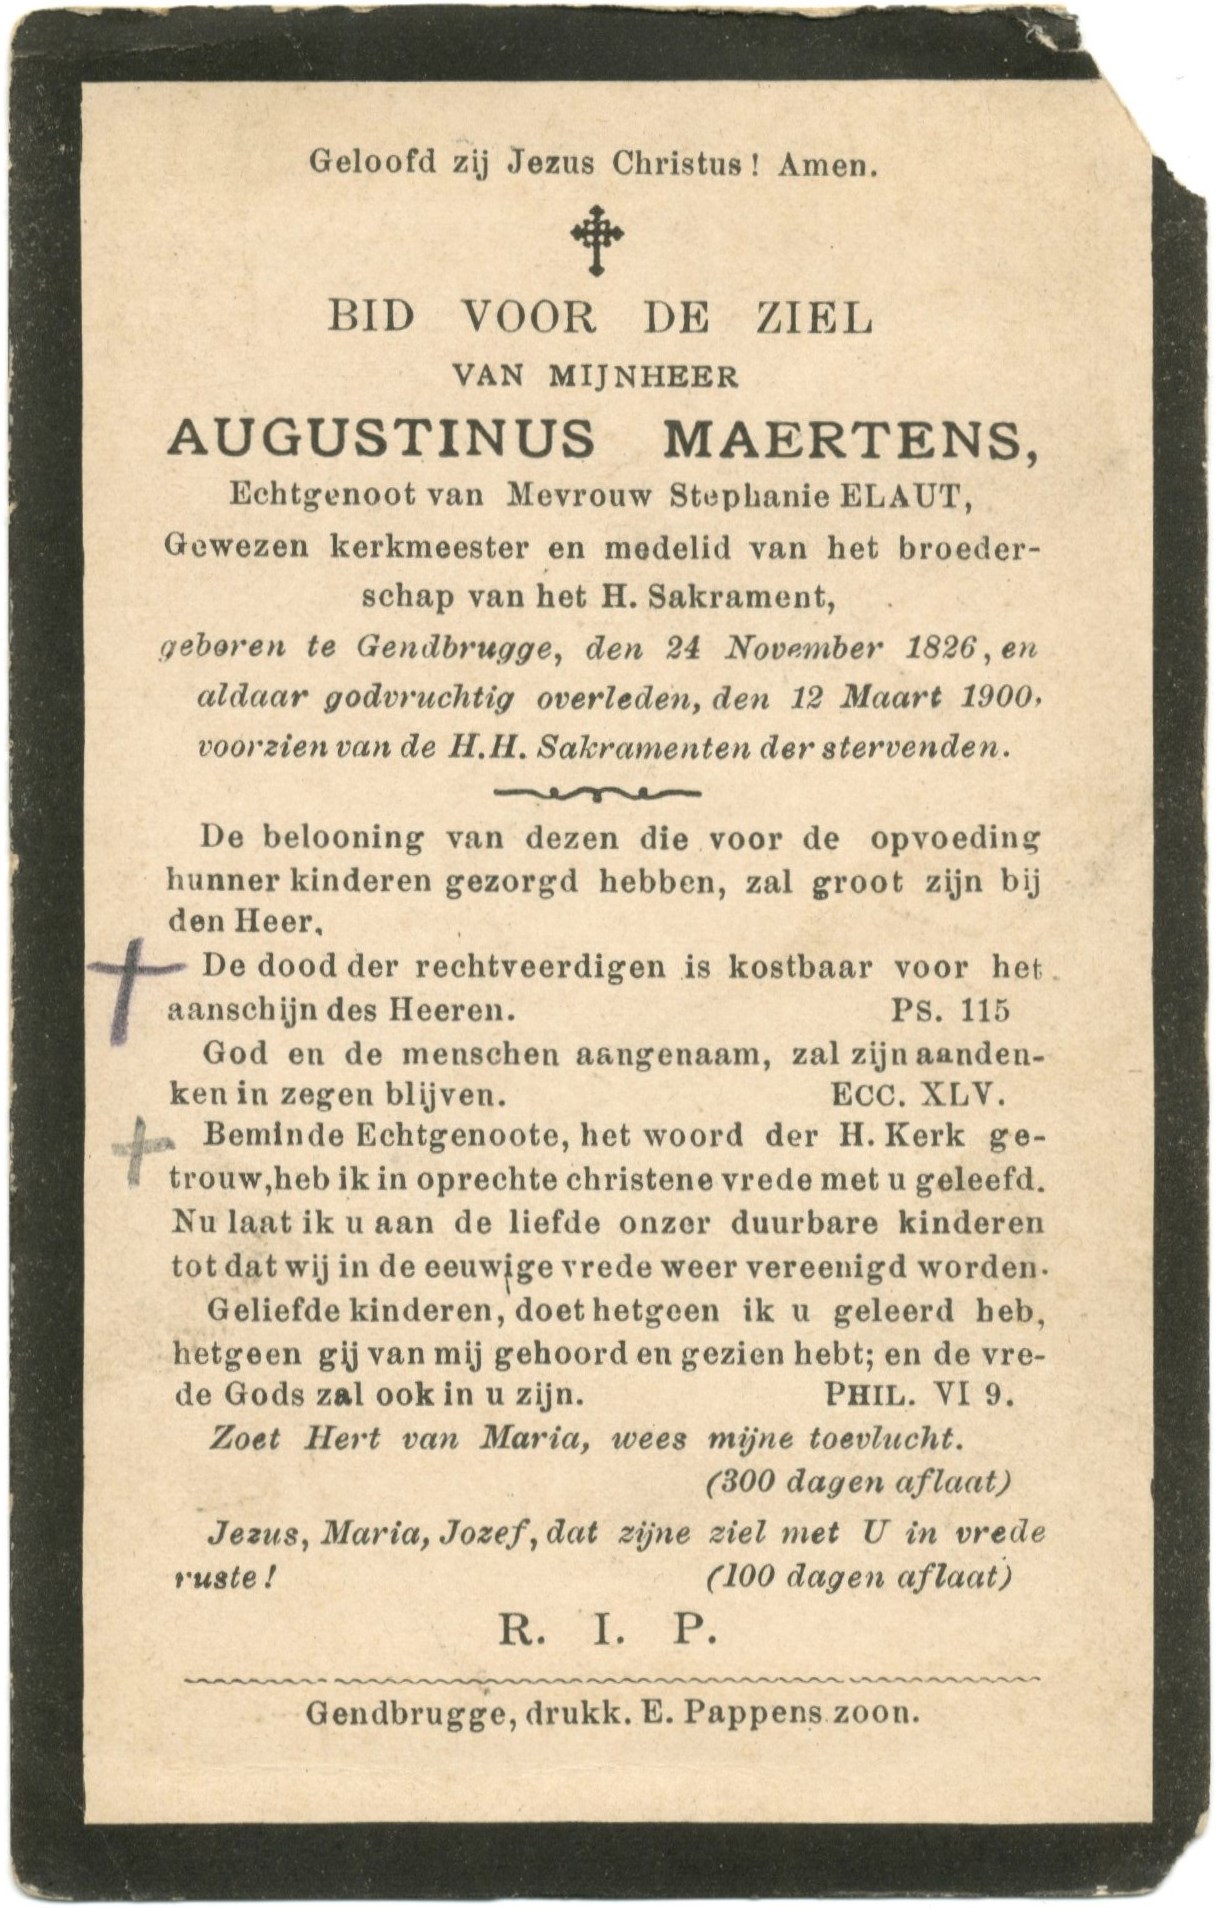 Geloofd zij Jezus Christus! Amen.
BID VOOR DE ZIEL
VAN MIJNHEER
AUGUSTINUS MAERTENS,
Echtgenoot van Mevrouw Stephanie ELAUT,
Gewezen kerkmeester en medelid van het broeder-
schap van het H. Sakrament,
geboren te Gendbrugge, den 24 November 1826, en
aldaar godvruchtig overleden, den 12 Maart 1900,
voorzien van de H.H. Sakramenten der stervenden.
De belooning van dezen die voor de opvoeding
hunner kinderen gezorgd hebben, zal groot zijn bij
den Heer.
De dood der rechtveerdigen is kostbaar voor het
aanschijn des Heeren. PS. 115
God en de menschen aangenaam, zal zijn aanden-
ken in zegen blijven. ECC. XLV.
Beminde Echtgenoote, het woord der H. Kerk ge-
trouw, heb ik in oprechte christene vrede met u geleefd.
Nu laat ik u aan de liefde onzer duurbare kinderen
tot dat wij in de eeuwige vrede weer vereenigd worden.
Geliefde kinderen, doet hetgeen ik u geleerd heb,
hetgeen gij van mij gehoord en gezien hebt; en de vre-
de Gods zal ook in u zijn. PHIL. VI 9.
Zoet Hert van Maria, wees mijne toevlucht.
(300 dagen aflaat)
Jezus, Maria, Jozef, dat zijne ziel met U in vrede
ruste! (100 dagen aflaat)
R. I. P.
Gendbrugge, drukk. E. Pappens zoon.